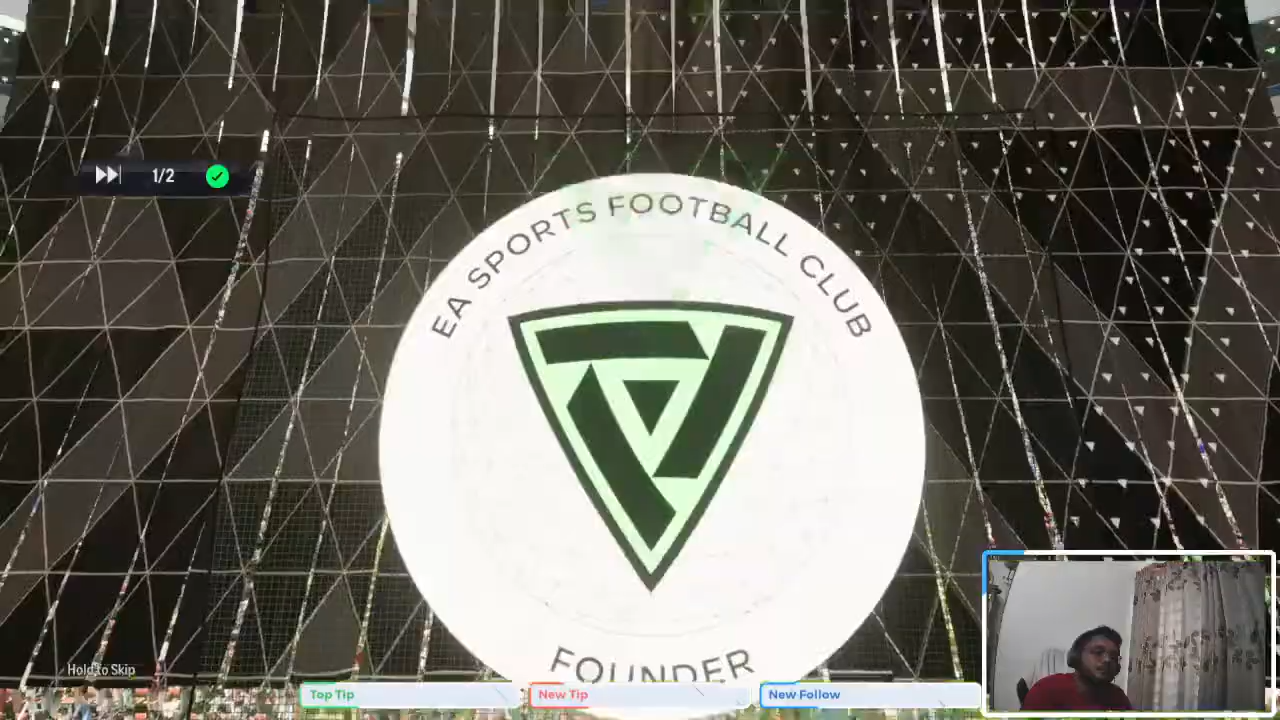 1/2
EA SPORTS FOOTBALL CLUB
FOUNDER
Hold to Skip
Top Tip
New Tip
New Follow